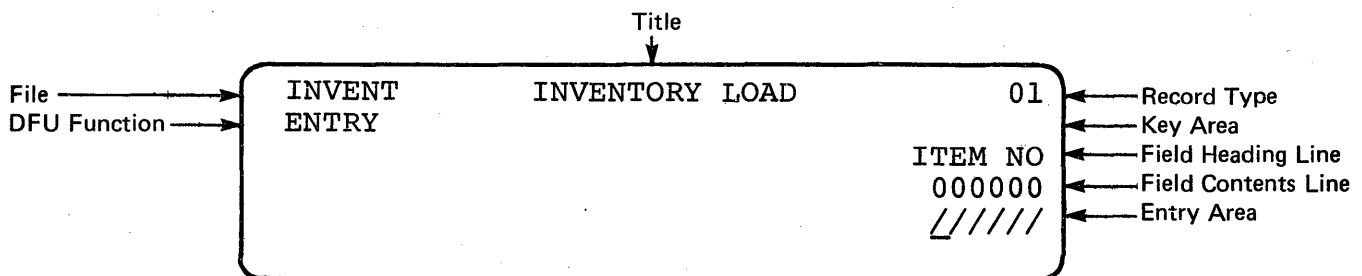 Title
File INVENT INVENTORY LOAD 01 Record Type
DFU Function ENTRY Key Area
ITEM NO Field Heading Line
000000 Field Contents Line
////// Entry Area